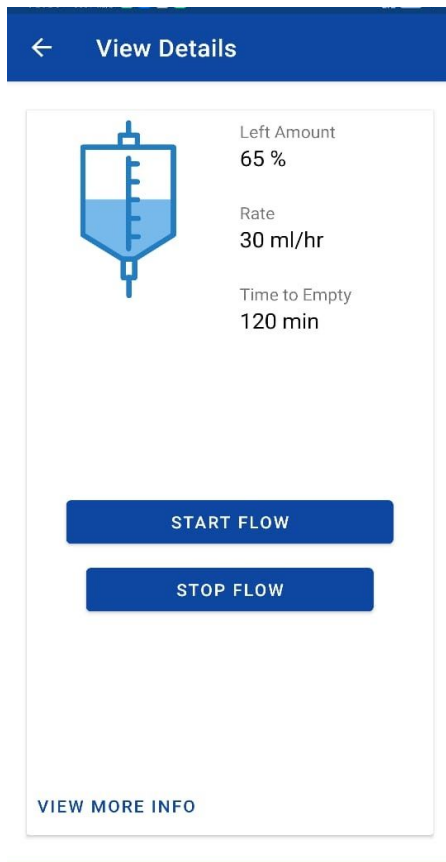 View Details
Left Amount
65 %
Rate
30 ml/hr
Time to Empty
120 min
START FLOW
STOP FLOW
VIEW MORE INFO